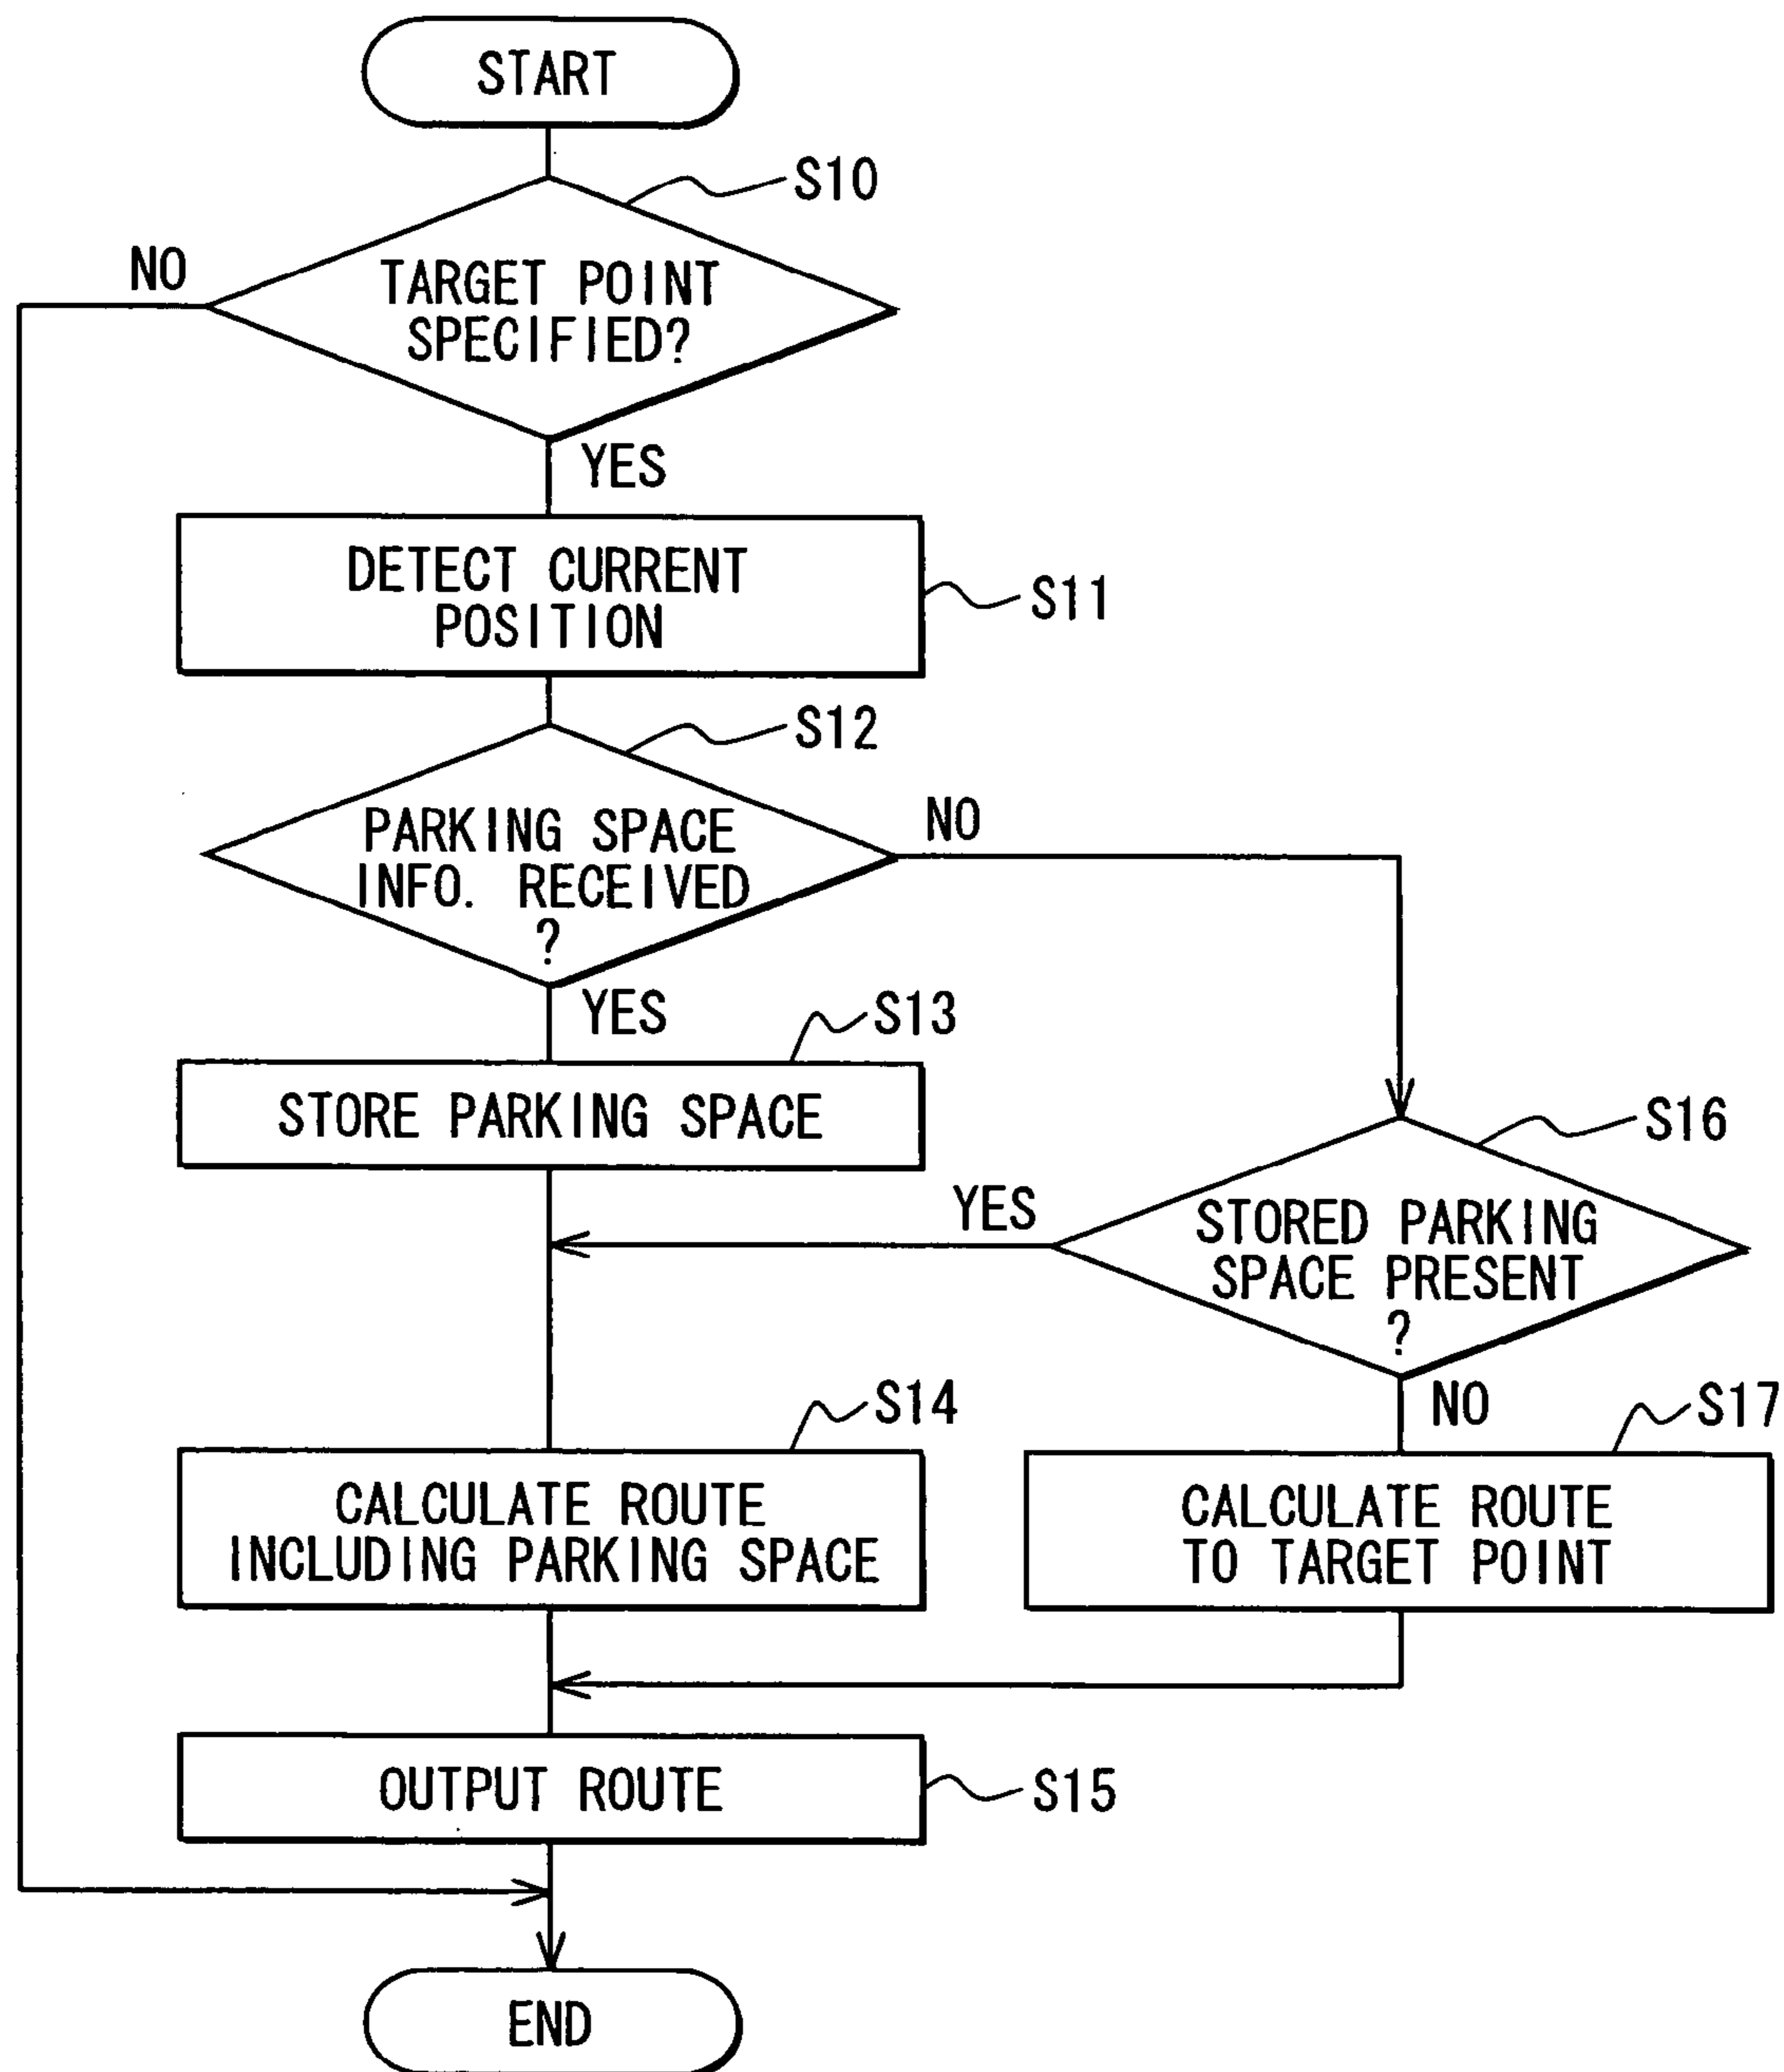 START
S10
NO
TARGET POINT
SPECIFIED?
YES
DETECT CURRENT
POSITION
S11
S12
PARKING SPACE
INFO. RECEIVED
?
NO
YES
S13
STORE PARKING SPACE
S16
YES
STORED PARKING
SPACE PRESENT
?
NO
S14
CALCULATE ROUTE
INCLUDING PARKING SPACE
S17
CALCULATE ROUTE
TO TARGET POINT
OUTPUT ROUTE
S15
END